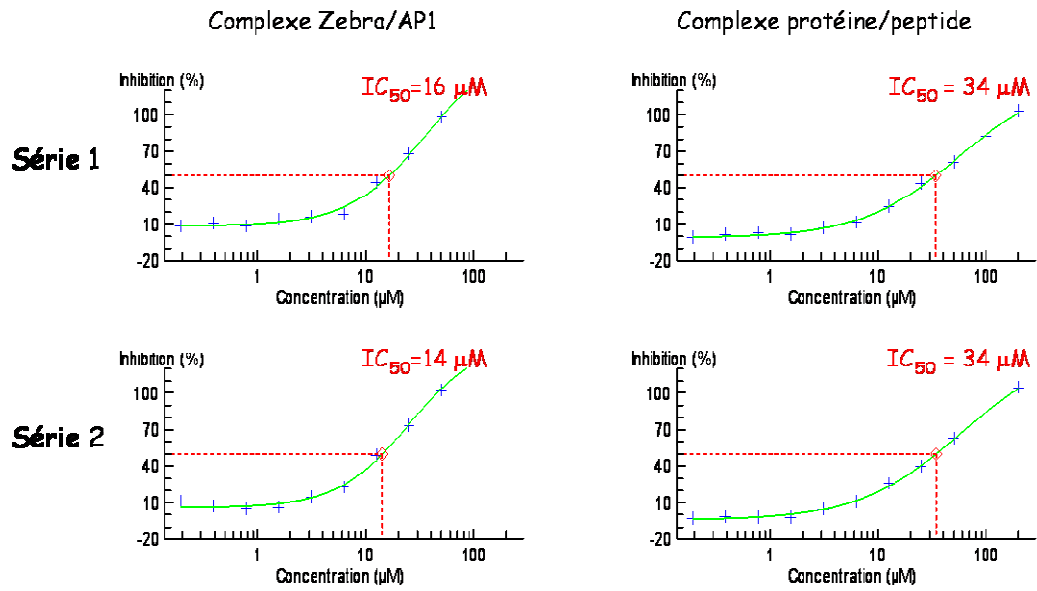 Complexe Zebra/AP1
Complexe protéine/peptide
Série 1
Inhibition (%)
IC50=16 µM
100
70
40
10
-20
1
10
100
Concentration (µM)
Inhibition (%)
IC50 = 34 µM
100
70
40
10
-20
1
10
100
Concentration (µM)
Série 2
Inhibition (%)
IC50=14 µM
100
70
40
10
-20
1
10
100
Concentration (µM)
Inhibition (%)
IC50 = 34 µM
100
70
40
10
-20
1
10
100
Concentration (µM)